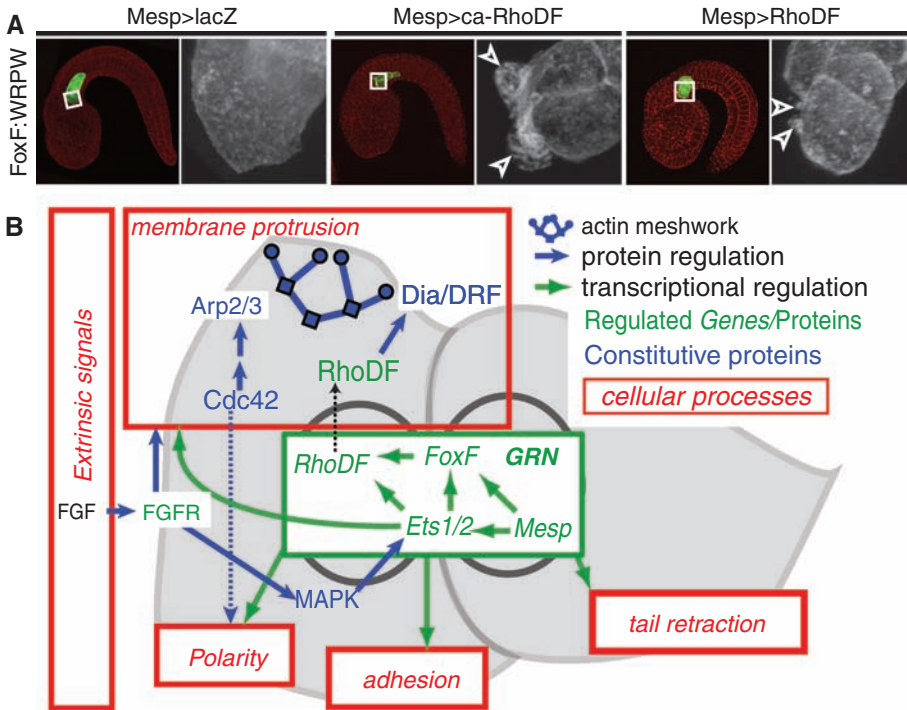 A
Mesp>lacZ
Mesp>ca-RhoDF
Mesp>RhoDF
FoxF:WRPW
B
Extrinsic signals
membrane protrusion
Arp2/3
Cdc42
Dia/DRF
RhoDF
actin meshwork
protein regulation
transcriptional regulation
Regulated Genes/Proteins
Constitutive proteins
cellular processes
RhoDF
FoxF
GRN
Ets1/2
Mesp
FGF
FGFR
MAPK
Polarity
adhesion
tail retraction